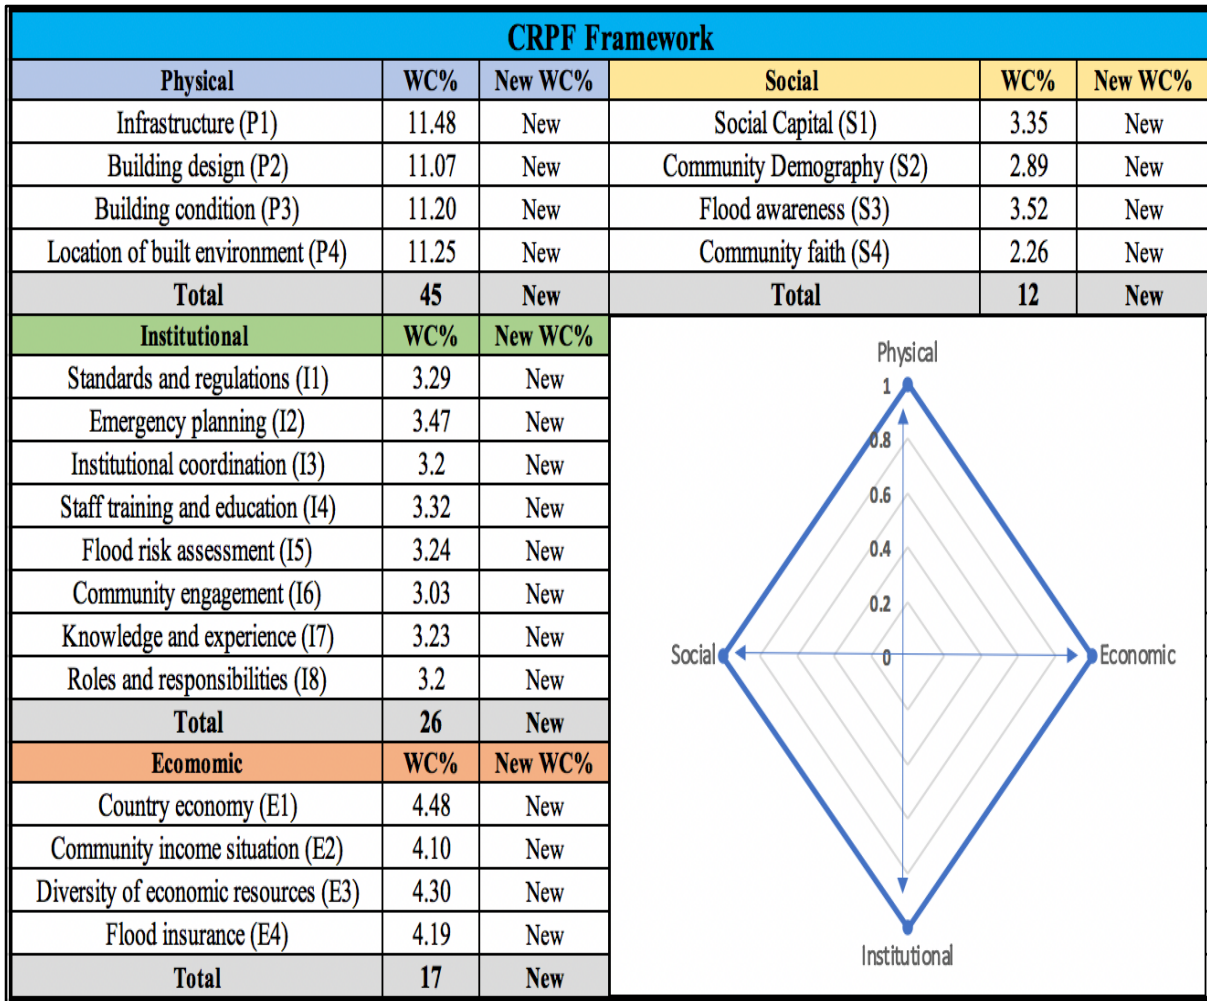 CRPF Framework
Physical WC% New WC%
Infrastructure (P1) 11.48 New
Building design (P2) 11.07 New
Building condition (P3) 11.20 New
Location of built environment (P4) 11.25 New
Total 45 New
Social WC% New WC%
Social Capital (S1) 3.35 New
Community Demography (S2) 2.89 New
Flood awareness (S3) 3.52 New
Community faith (S4) 2.26 New
Total 12 New
Institutional WC% New WC%
Standards and regulations (I1) 3.29 New
Emergency planning (I2) 3.47 New
Institutional coordination (I3) 3.2 New
Staff training and education (I4) 3.32 New
Flood risk assessment (I5) 3.24 New
Community engagement (I6) 3.03 New
Knowledge and experience (I7) 3.23 New
Roles and responsibilities (I8) 3.2 New
Total 26 New
Ecomomic WC% New WC%
Country economy (E1) 4.48 New
Community income situation (E2) 4.10 New
Diversity of economic resources (E3) 4.30 New
Flood insurance (E4) 4.19 New
Total 17 New
Physical
1
0.8
0.6
0.4
0.2
Social 0 Economic
Institutional